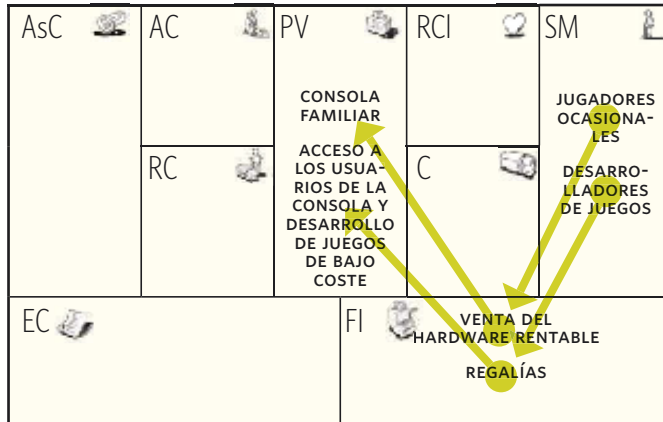 AsC
AC
PV
RCl
SM
CONSOLA
FAMILIAR
ACCESO A
LOS USUA-
RIOS DE LA
CONSOLA Y
DESARROLLO
DE JUEGOS
DE BAJO
COSTE
JUGADORES
OCASIONA-
LES
DESARRO-
LLADORES
DE JUEGOS
RC
C
EC
FI
VENTA DEL
HARDWARE RENTABLE
REGALÍAS